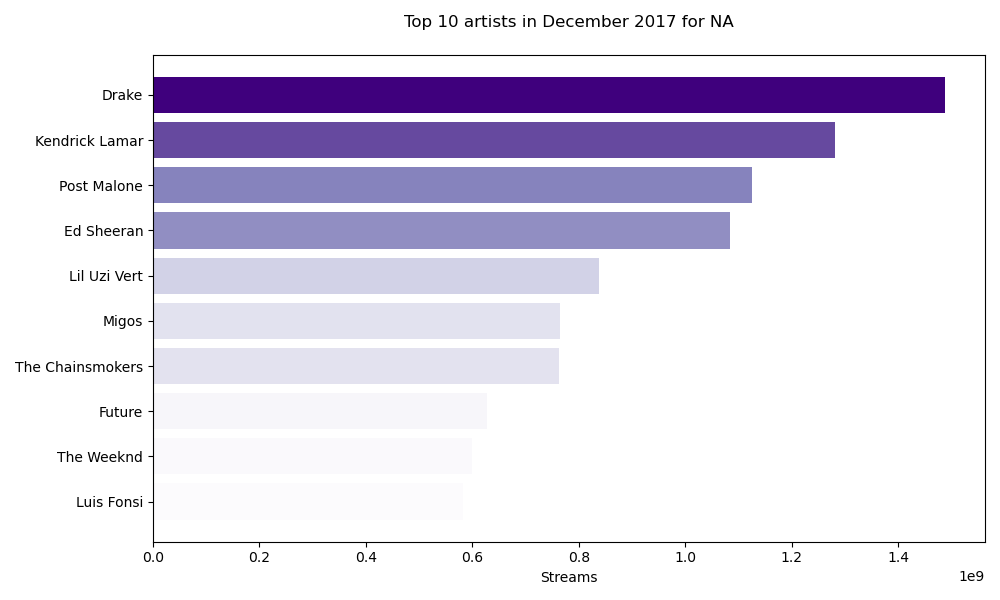 Top 10 artists in December 2017 for NA
Drake
Kendrick Lamar
Post Malone
Ed Sheeran
Lil Uzi Vert
Migos
The Chainsmokers
Future
The Weeknd
Luis Fonsi
0.0 0.2 0.4 0.6 0.8 1.0 1.2 1.4
Streams
1e9